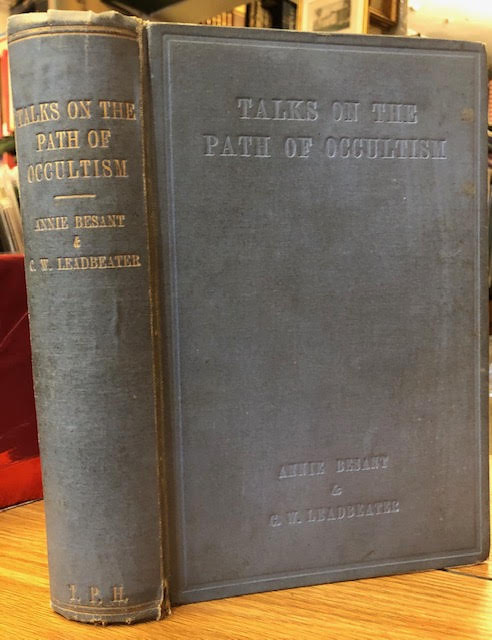 TALKS ON THE
PATH OF
OCCULTISM
ANNIE BESANT
&
C. W. LEADBEATER
T. P. H.
TALKS ON THE
PATH OF OCCULTISM
ANNIE BESANT
&
C. W. LEADBEATER